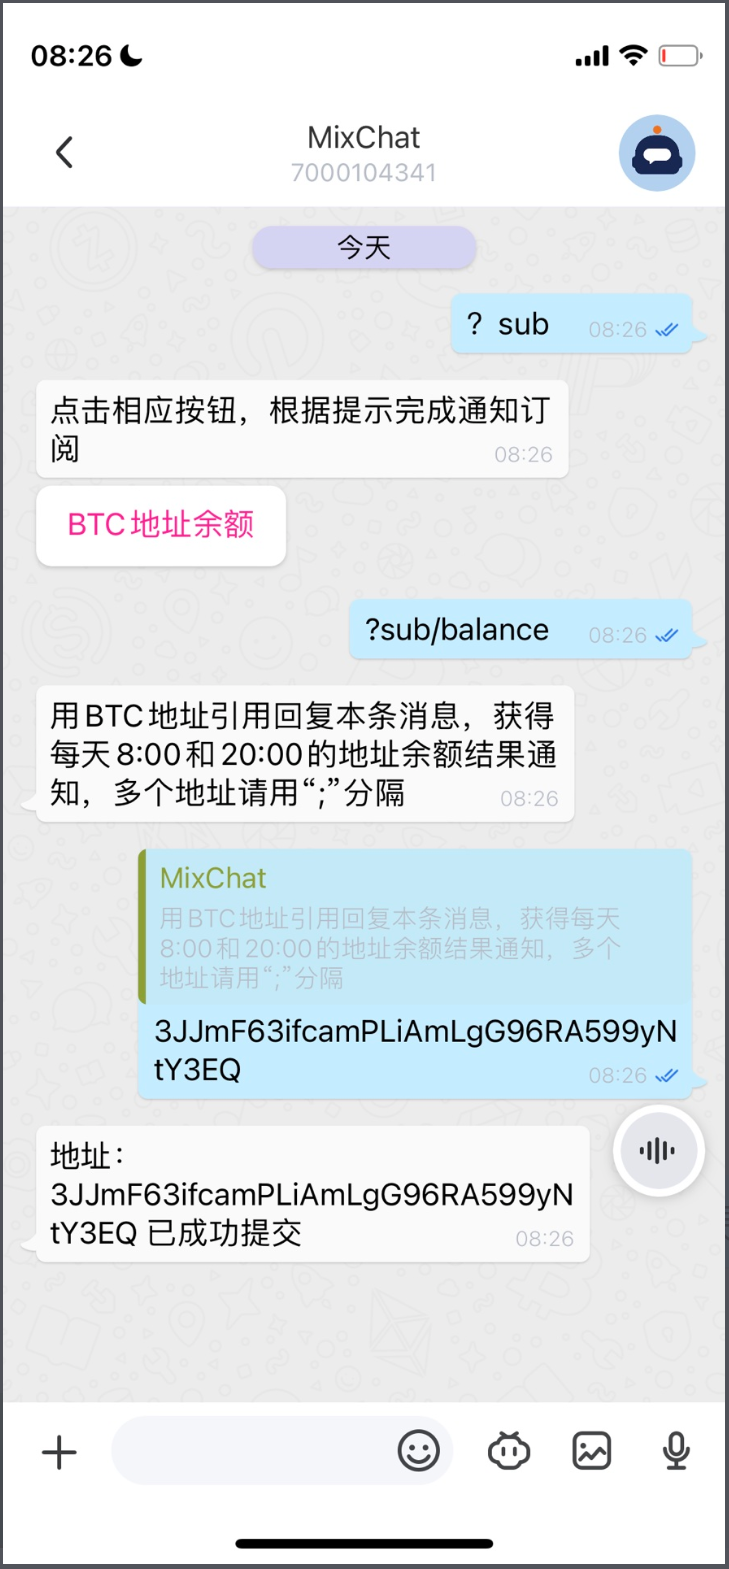 08:26
MixChat
7000104341
今天
？sub 08:26
点击相应按钮，根据提示完成通知订
阅 08:26
BTC地址余额
?sub/balance 08:26
用BTC地址引用回复本条消息，获得
每天8:00和20:00的地址余额结果通
知，多个地址请用“;”分隔 08:26
MixChat
用BTC地址引用回复本条消息，获得每天
8:00和20:00的地址余额结果通知，多个
地址请用“;”分隔
3JJmF63ifcamPLiAmLgG96RA599yN
tY3EQ 08:26
地址：
3JJmF63ifcamPLiAmLgG96RA599yN
tY3EQ 已成功提交 08:26